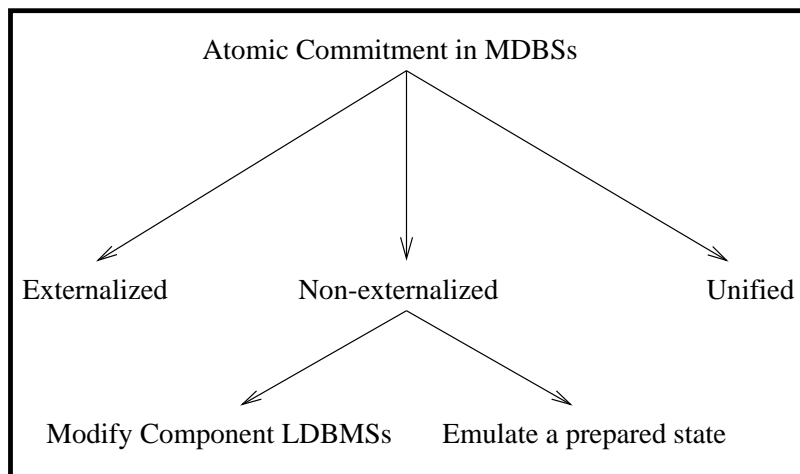 Atomic Commitment in MDBSs
Externalized
Non-externalized
Unified
Modify Component LDBMSs
Emulate a prepared state